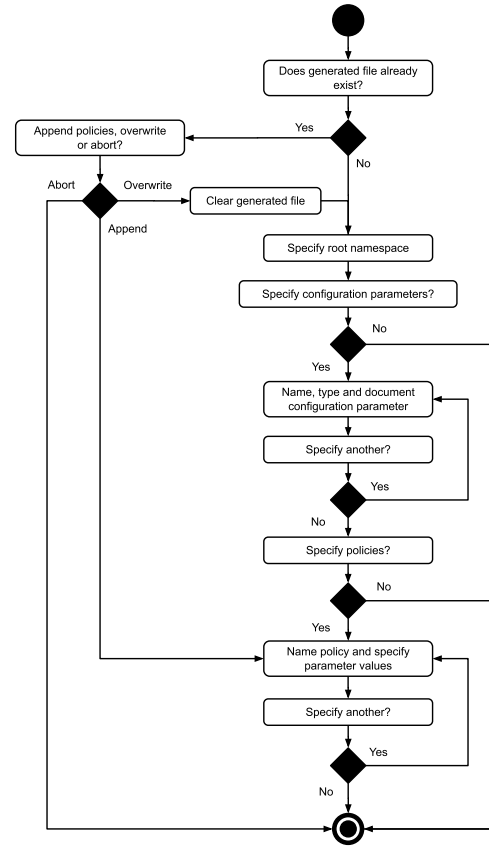 Does generated file already
exist?
Append policies, overwrite
or abort?
Yes
No
Abort
Overwrite
Clear generated file
Append
Specify root namespace
Specify configuration parameters?
No
Yes
Name, type and document
configuration parameter
Specify another?
Yes
No
Specify policies?
No
Yes
Name policy and specify
parameter values
Specify another?
Yes
No